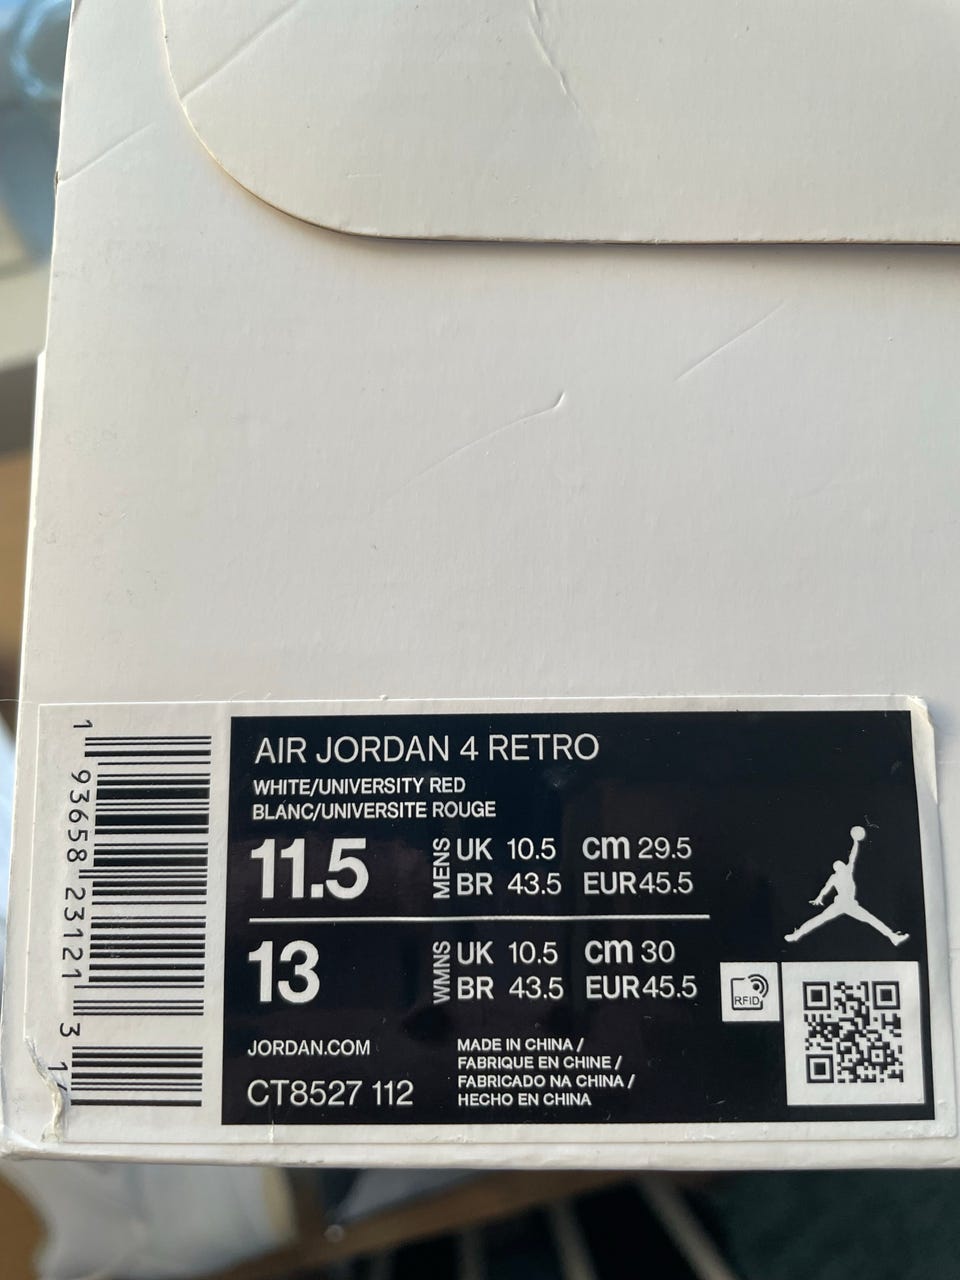 AIR JORDAN 4 RETRO
WHITE/UNIVERSITY RED
BLANC/UNIVERSITE ROUGE
11.5 MENS UK 10.5 cm 29.5
BR 43.5 EUR 45.5
13 WMNS UK 10.5 cm 30
BR 43.5 EUR 45.5
RFID
JORDAN.COM
CT8527 112
MADE IN CHINA /
FABRIQUE EN CHINE /
FABRICADO NA CHINA /
HECHO EN CHINA
1 93658 23121 3